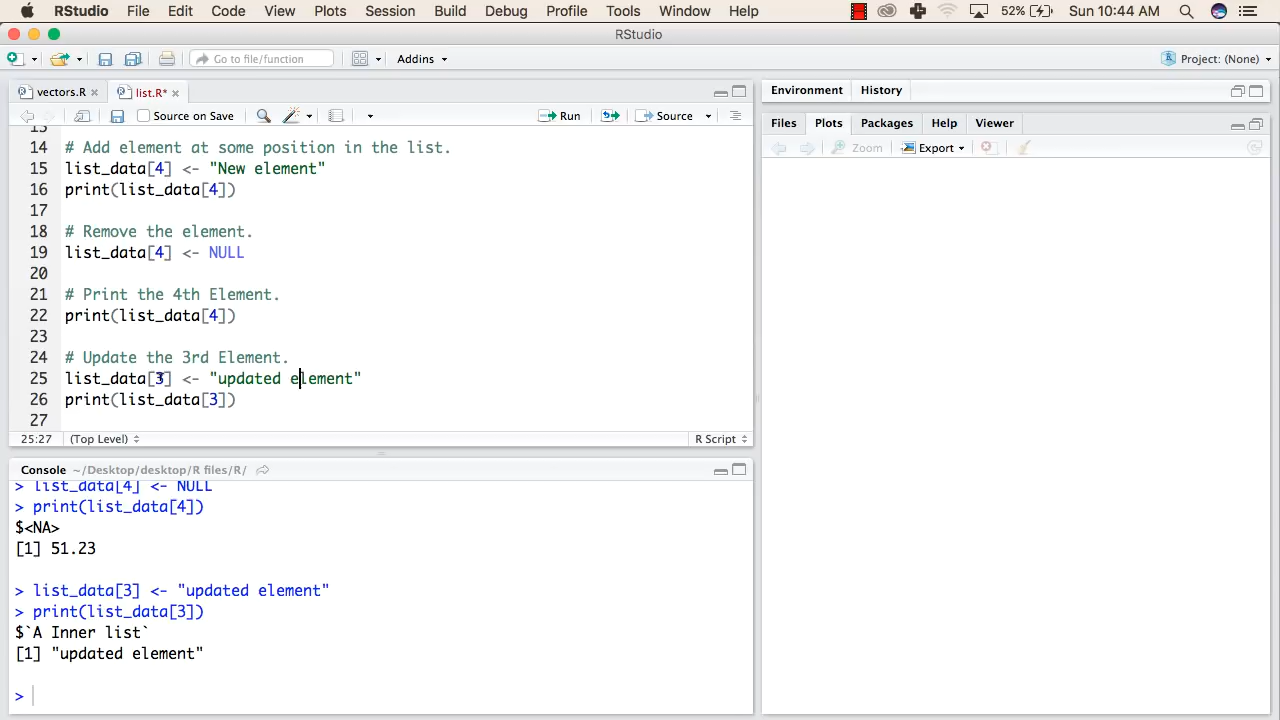 RStudio File Edit Code View Plots Session Build Debug Profile Tools Window Help 52% Sun 10:44 AM
RStudio
Go to file/function Addins Project: (None)
vectors.R list.R*
Source on Save Run Source
13
14 # Add element at some position in the list.
15 list_data[4] <- "New element"
16 print(list_data[4])
17
18 # Remove the element.
19 list_data[4] <- NULL
20
21 # Print the 4th Element.
22 print(list_data[4])
23
24 # Update the 3rd Element.
25 list_data[3] <- "updated element"
26 print(list_data[3])
27
25:27 (Top Level) R Script
Console ~/Desktop/desktop/R files/R/
> list_data[4] <- NULL
> print(list_data[4])
$<NA>
[1] 51.23
> list_data[3] <- "updated element"
> print(list_data[3])
$`A Inner list`
[1] "updated element"
>
Environment History
Files Plots Packages Help Viewer
Zoom Export